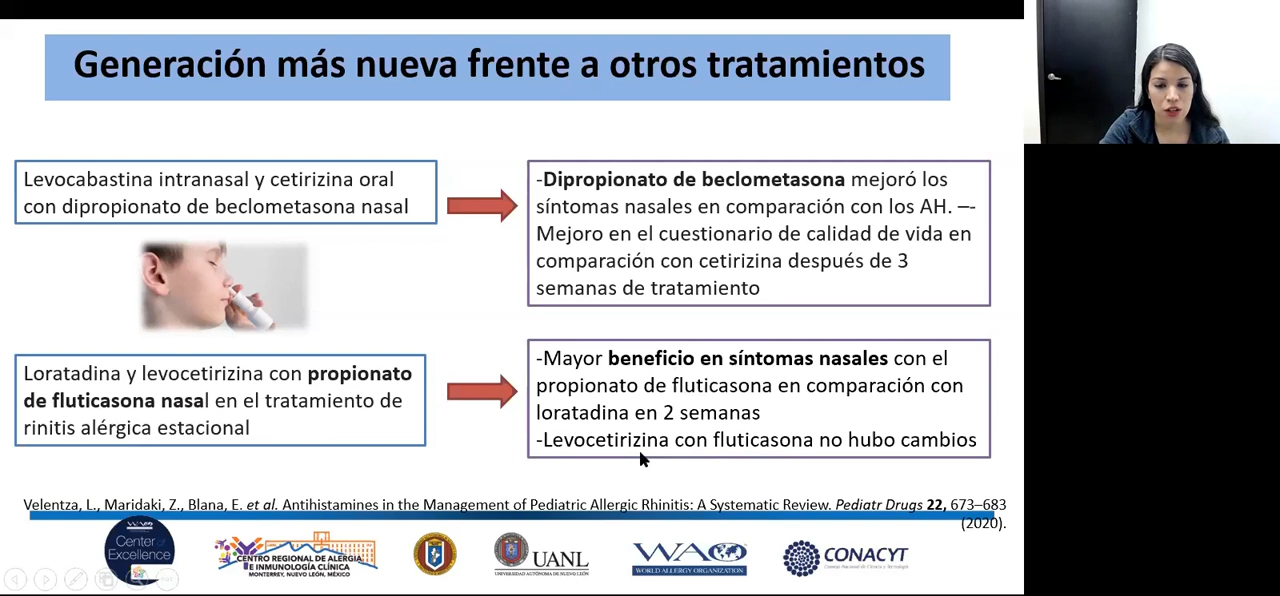 Generación más nueva frente a otros tratamientos
Levocabastina intranasal y cetirizina oral
con dipropionato de beclometasona nasal
-Dipropionato de beclometasona mejoró los
síntomas nasales en comparación con los AH. –-
Mejoro en el cuestionario de calidad de vida en
comparación con cetirizina después de 3
semanas de tratamiento
Loratadina y levocetirizina con propionato
de fluticasona nasal en el tratamiento de
rinitis alérgica estacional
-Mayor beneficio en síntomas nasales con el
propionato de fluticasona en comparación con
loratadina en 2 semanas
-Levocetirizina con fluticasona no hubo cambios
Velentza, L., Maridaki, Z., Blana, E. et al. Antihistamines in the Management of Pediatric Allergic Rhinitis: A Systematic Review. Pediatr Drugs 22, 673–683
(2020).
WAO
Center of
Excellence
CENTRO REGIONAL DE ALERGIA
E INMUNOLOGÍA CLÍNICA
MONTERREY, NUEVO LEÓN, MÉXICO
UANL
UNIVERSIDAD AUTÓNOMA DE NUEVO LEÓN
WAO
WORLD ALLERGY ORGANIZATION
CONACYT
Consejo Nacional de Ciencia y Tecnología